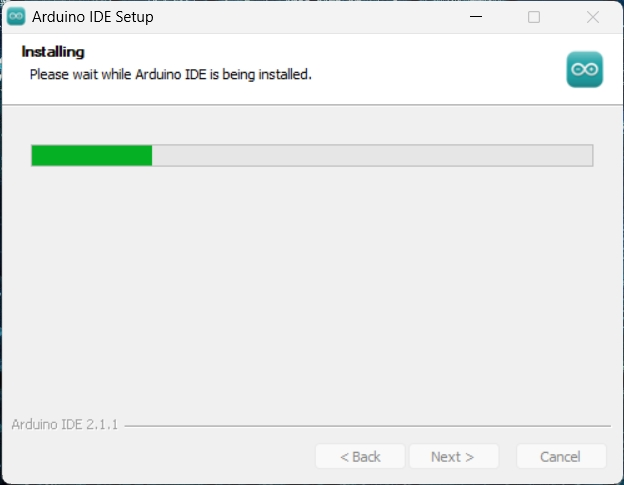 Arduino IDE Setup
Installing
Please wait while Arduino IDE is being installed.
Arduino IDE 2.1.1
< Back
Next >
Cancel